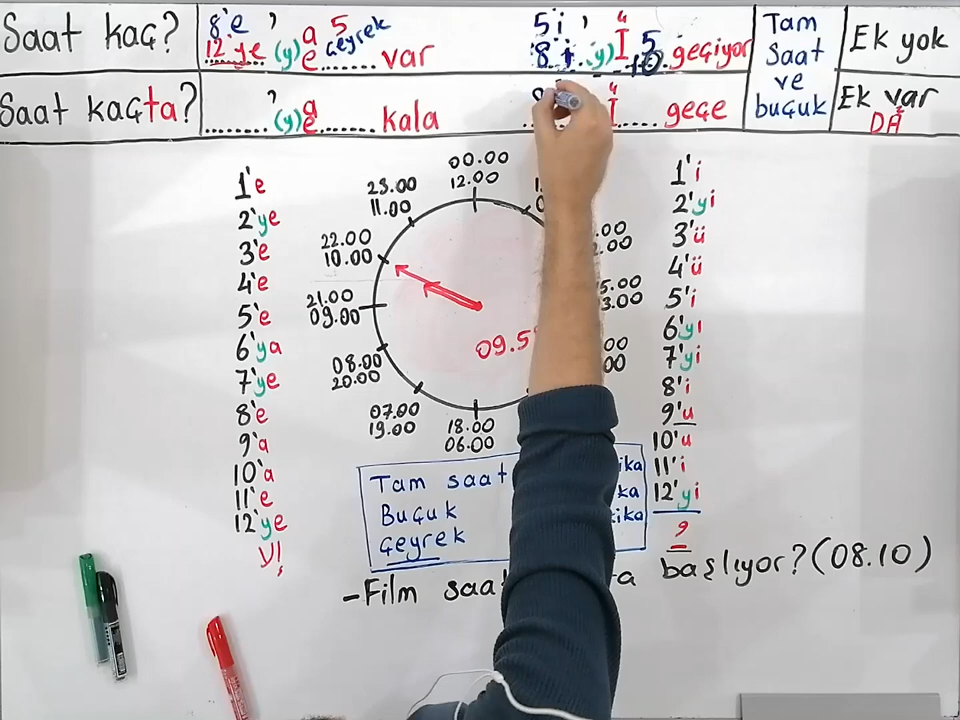 Saat kaç?
8'e
12'ye
(y)
a
e
5
çeyrek
var
5 i
8 i
(y)
I
5
10
geçiyor
Tam
Saat
ve
buçuk
Ek yok
Saat kaçta?
........(y)
a
e
...... kala
8
geçe
Ek var
DA
1'e
2'ye
3'e
4'e
5'e
6'ya
7'ye
8'e
9'a
10'a
11'e
12'ye
y!
00.00
12.00
23.00
11.00
22.00
10.00
21.00
09.00
08.00
20.00
07.00
19.00
18.00
06.00
09.5
1'i
2'yi
3'ü
4'ü
5'i
6'yı
7'yi
8'i
9'u
10'u
11'i
12'yi
Tam saat
Buçuk
Çeyrek
-Film
başlıyor? (08.10)